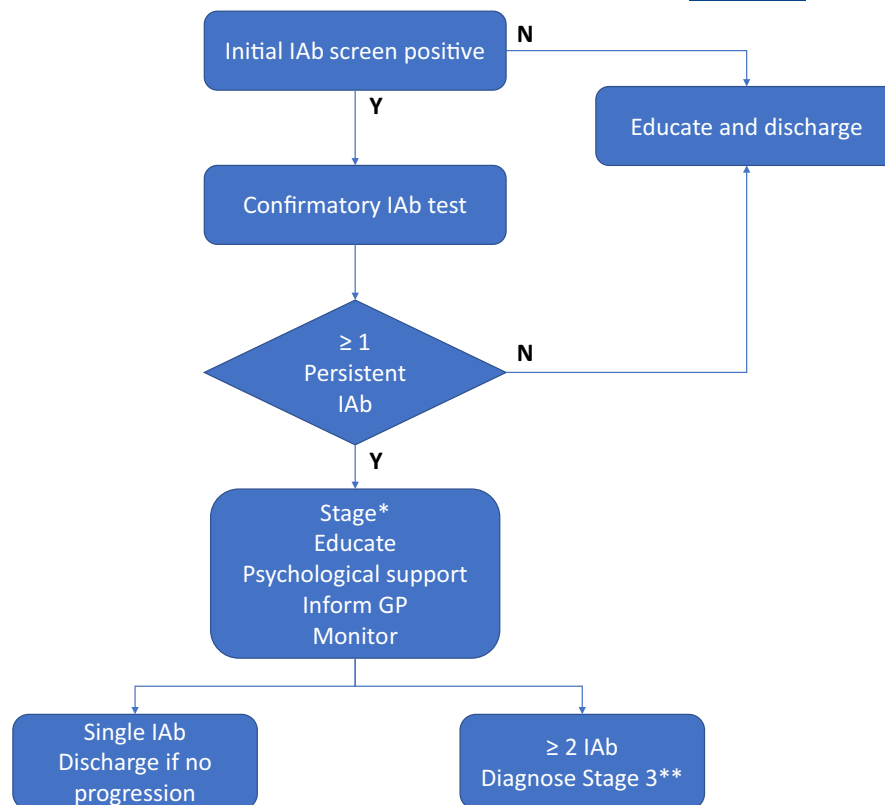 Initial IAb screen positive
N
Y
Educate and discharge
Confirmatory IAb test
≥ 1
Persistent
IAb
N
Y
Stage*
Educate
Psychological support
Inform GP
Monitor
Single IAb
Discharge if no
progression
≥ 2 IAb
Diagnose Stage 3**